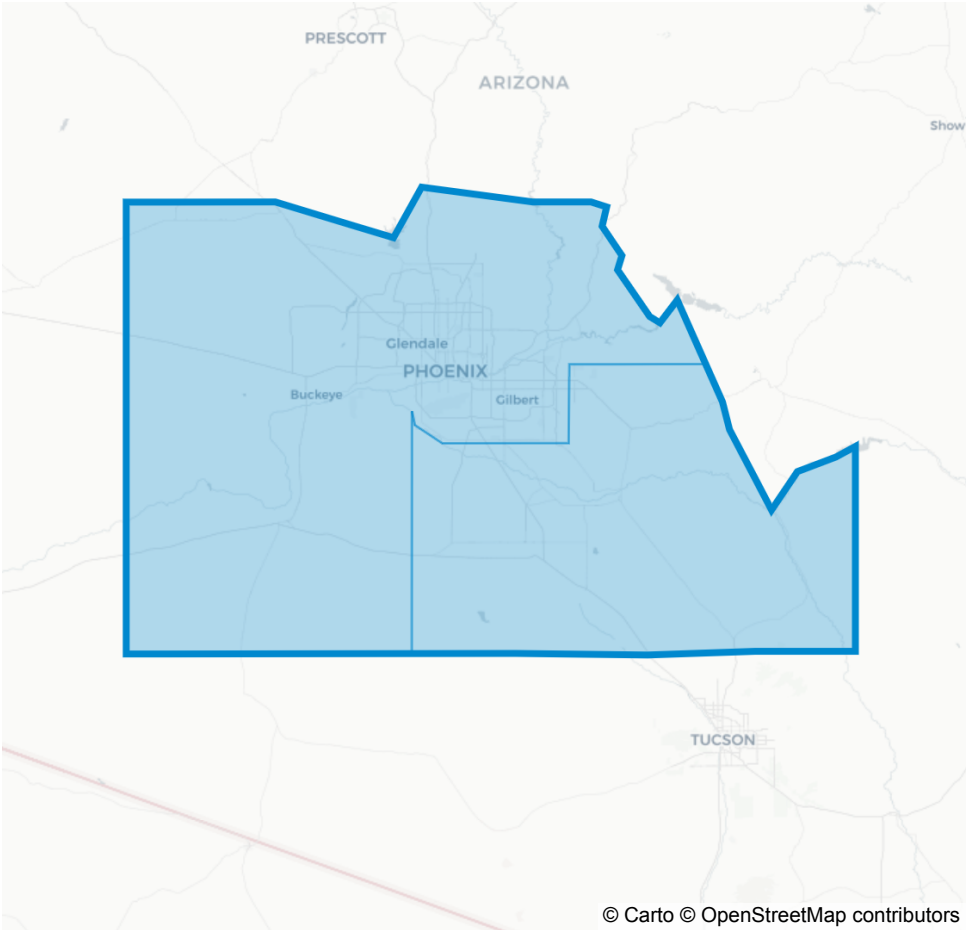 PRESCOTT
ARIZONA
Show
Glendale
PHOENIX
Buckeye
Gilbert
TUCSON
© Carto © OpenStreetMap contributors